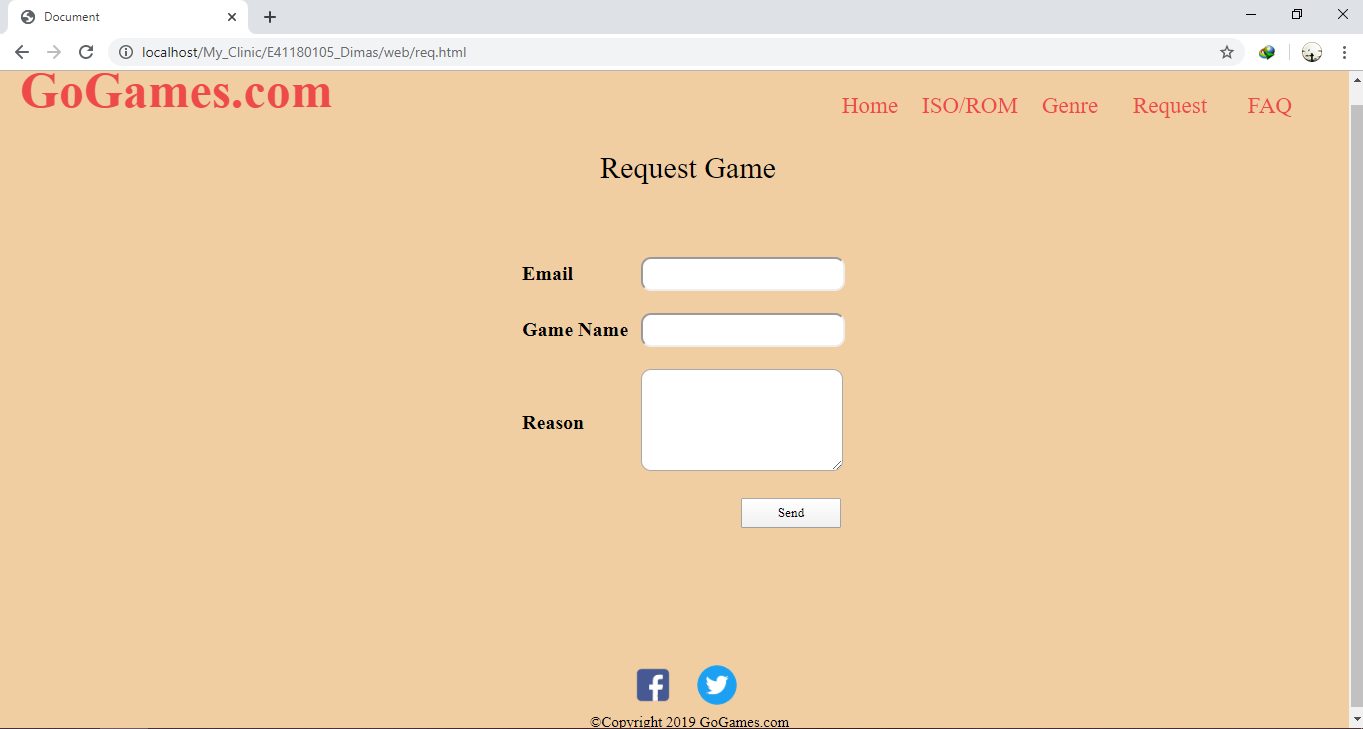 Document
localhost/My_Clinic/E41180105_Dimas/web/req.html
GoGames.com
Home ISO/ROM Genre Request FAQ
Request Game
Email
Game Name
Reason
Send
©Copyright 2019 GoGames.com